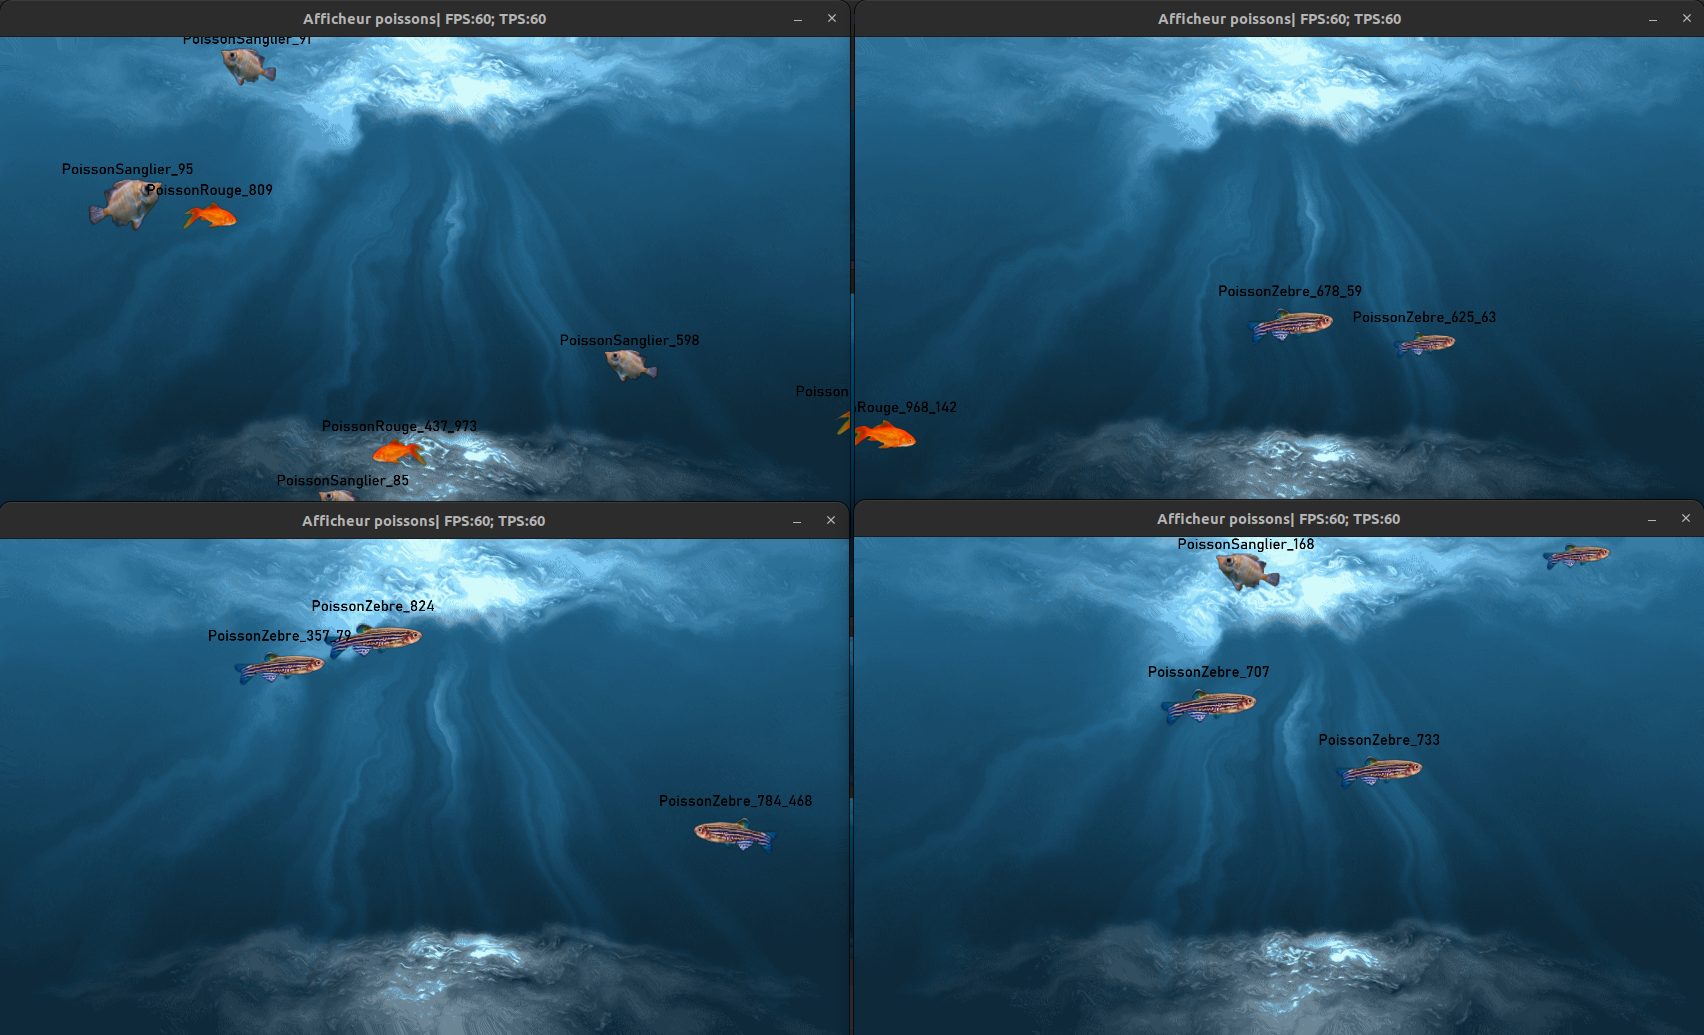 Afficheur poissons| FPS:60; TPS:60
PoissonSanglier_91
PoissonSanglier_95
PoissonRouge_809
PoissonSanglier_598
Poisson
PoissonRouge_437_973
PoissonSanglier_85
Afficheur poissons| FPS:60; TPS:60
PoissonZebre_678_59
PoissonZebre_625_63
nRouge_968_142
Afficheur poissons| FPS:60; TPS:60
PoissonZebre_824
PoissonZebre_357_79
PoissonZebre_784_468
Afficheur poissons| FPS:60; TPS:60
PoissonSanglier_168
PoissonZebre_707
PoissonZebre_733